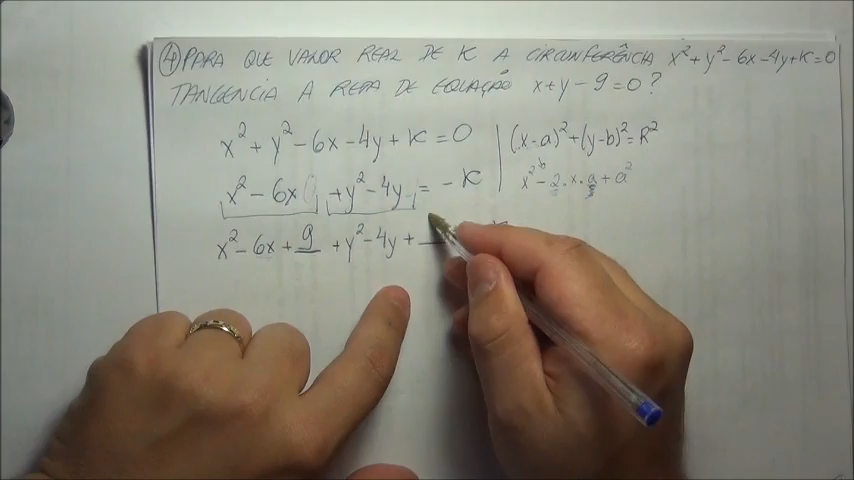 ④ PARA QUE VALOR REAL DE K A CIRCUNFERÊNCIA x² + y² - 6x - 4y + K = 0
TANGENCIA A RETA DE EQUAÇÃO x + y - 9 = 0 ?
x² + y² - 6x - 4y + K = 0
(x - a)² + (y - b)² = R²
x² - 6x + y² - 4y = - K
x² - 2 . x . a + a²
x² - 6x + 9 + y² - 4y +